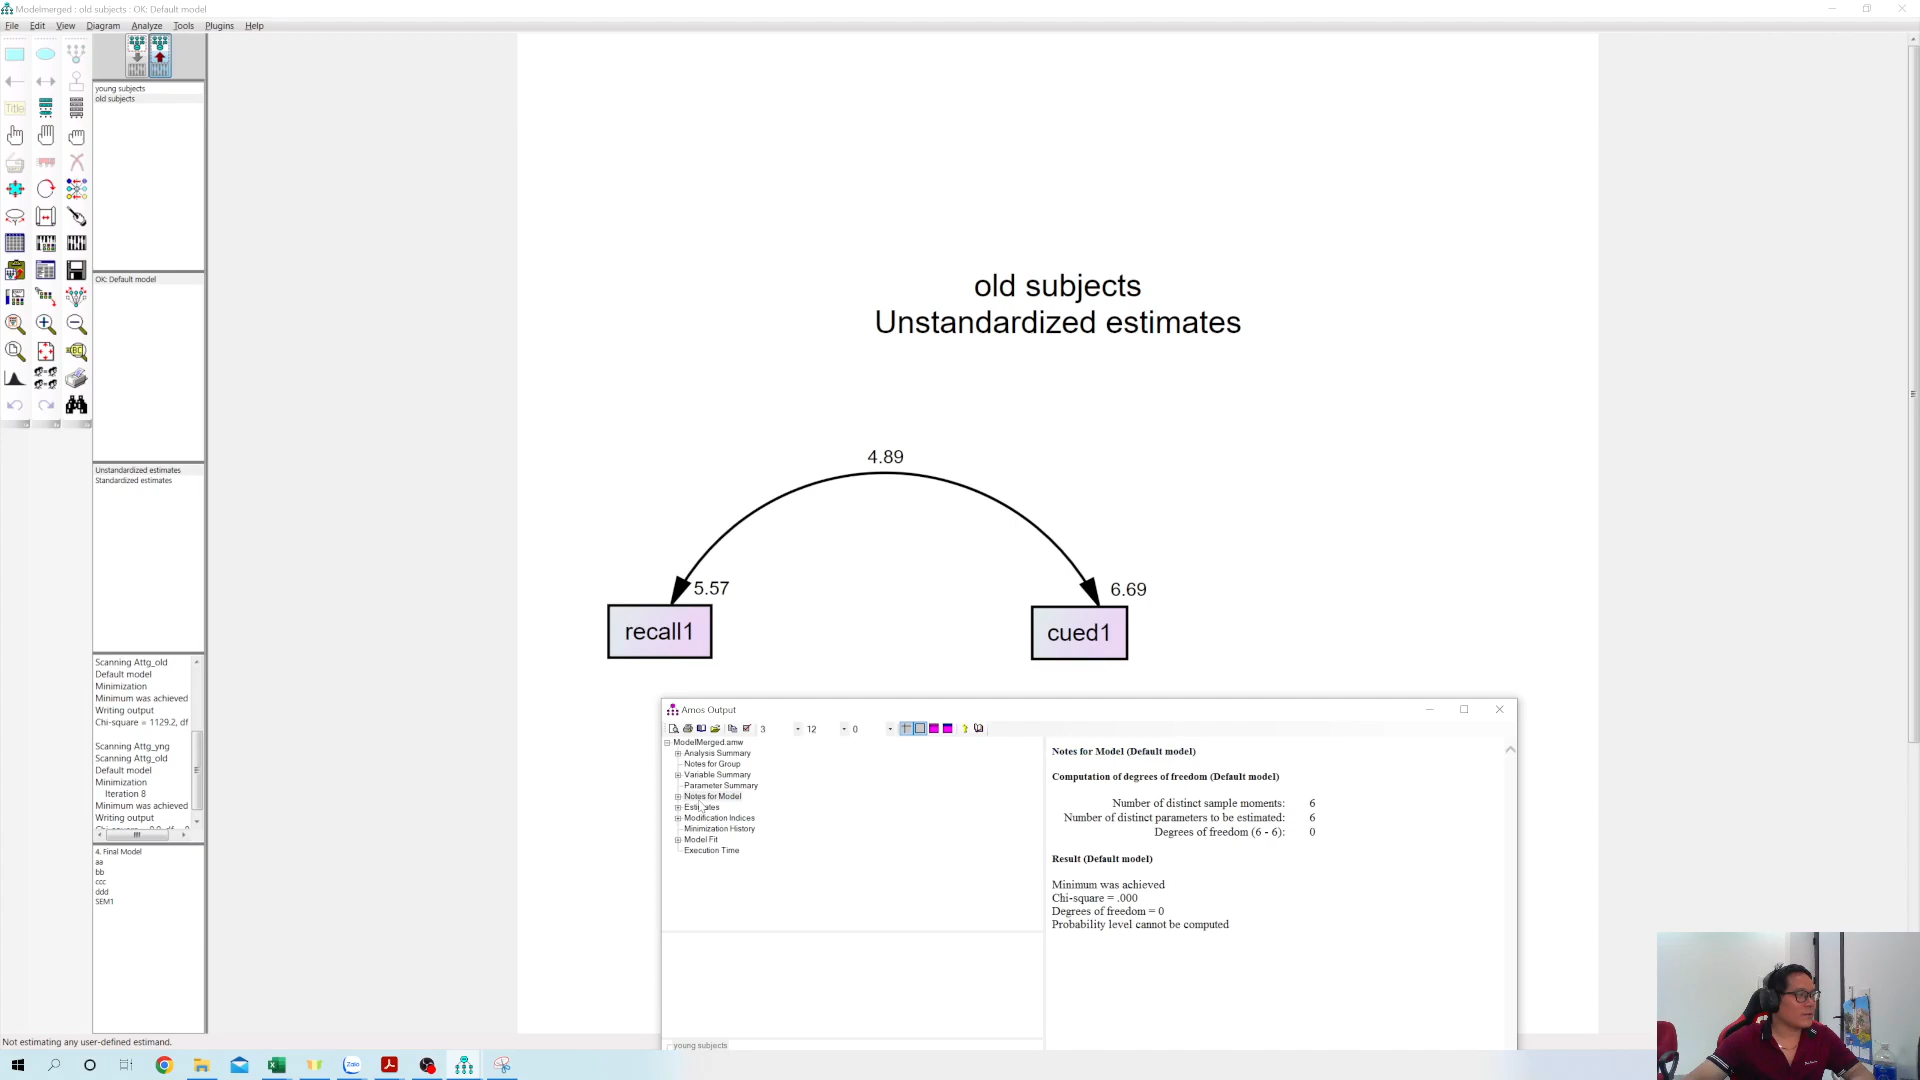 Modelmerged : old subjects : OK: Default model
File Edit View Diagram Analyze Tools Plugins Help
Title
young subjects
old subjects
OK: Default model
Unstandardized estimates
Standardized estimates
Scanning Attg_old
Default model
Minimization
Minimum was achieved
Writing output
Chi-square = 1129.2, df
Scanning Attg_yng
Scanning Attg_old
Default model
Minimization
Iteration 8
Minimum was achieved
Writing output
4. Final Model
aa
bb
ccc
ddd
SEM1
Not estimating any user-defined estimand.
old subjects
Unstandardized estimates
4.89
5.57
6.69
recall1
cued1
Amos Output
3 12 0
ModelMerged.amw
Analysis Summary
Notes for Group
Variable Summary
Parameter Summary
Notes for Model
Estimates
Modification Indices
Minimization History
Model Fit
Execution Time
young subjects
Notes for Model (Default model)
Computation of degrees of freedom (Default model)
Number of distinct sample moments: 6
Number of distinct parameters to be estimated: 6
Degrees of freedom (6 - 6): 0
Result (Default model)
Minimum was achieved
Chi-square = .000
Degrees of freedom = 0
Probability level cannot be computed
Zalo